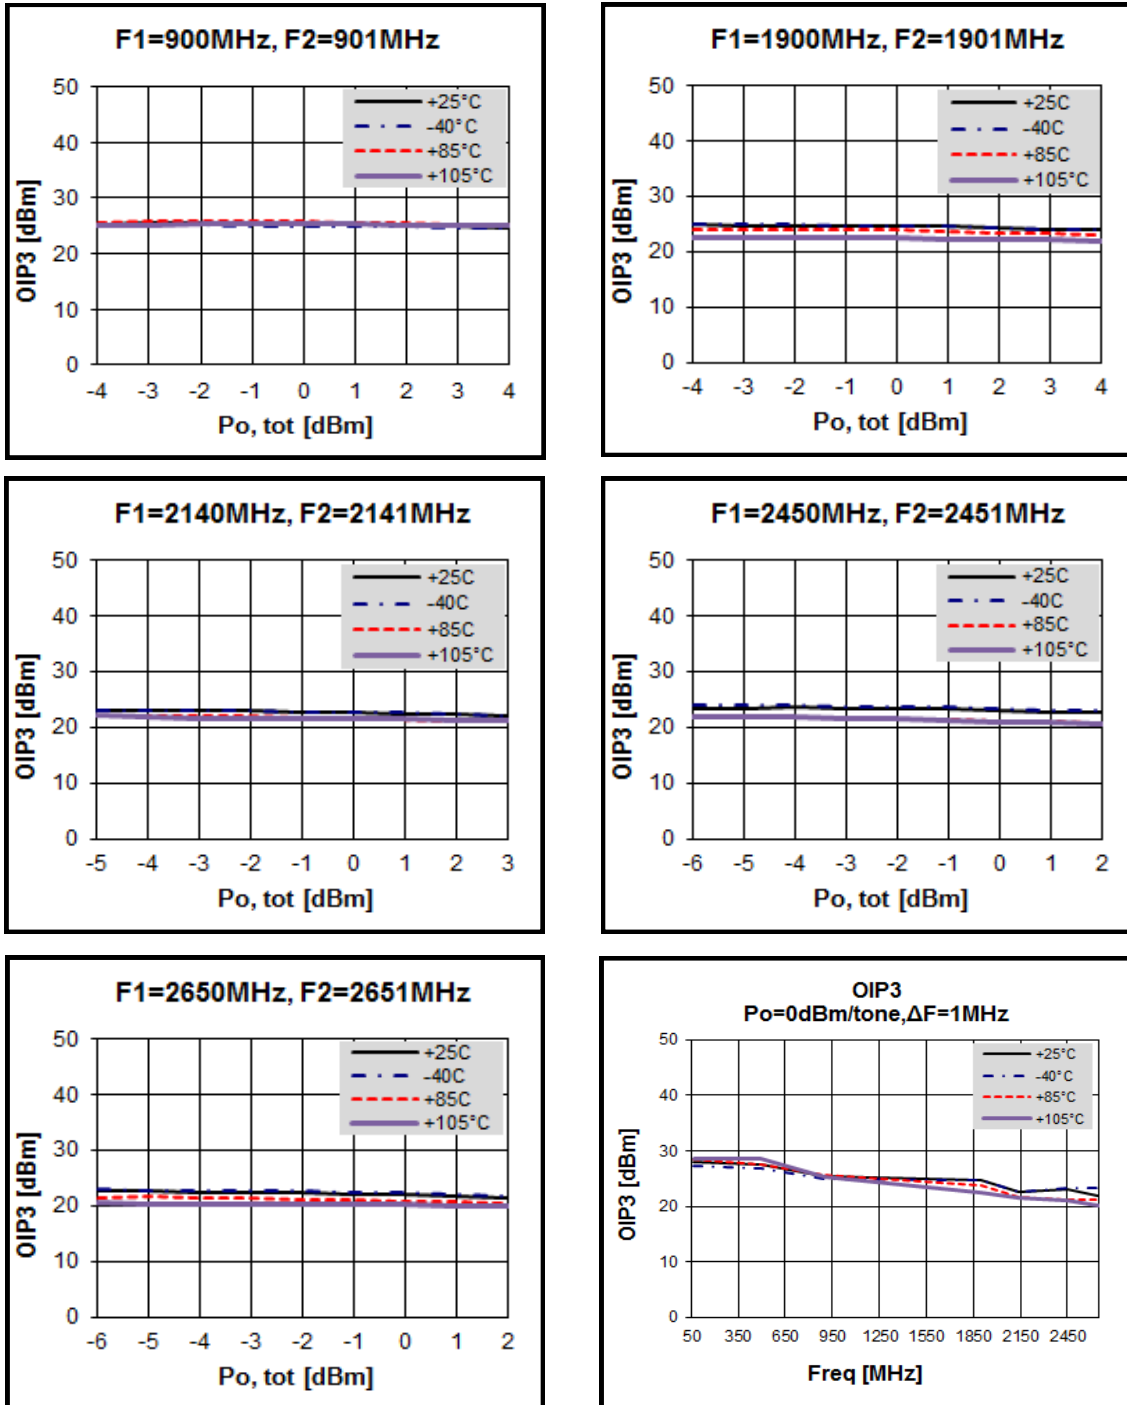 F1=900MHz, F2=901MHz
50
40
30
20
10
0
OIP3 [dBm]
+25°C
-40°C
+85°C
+105°C
-4 -3 -2 -1 0 1 2 3 4
Po, tot [dBm]
F1=1900MHz, F2=1901MHz
50
40
30
20
10
0
OIP3 [dBm]
+25C
-40C
+85C
+105°C
-4 -3 -2 -1 0 1 2 3 4
Po, tot [dBm]
F1=2140MHz, F2=2141MHz
50
40
30
20
10
0
OIP3 [dBm]
+25C
-40C
+85C
+105°C
-5 -4 -3 -2 -1 0 1 2 3
Po, tot [dBm]
F1=2450MHz, F2=2451MHz
50
40
30
20
10
0
OIP3 [dBm]
+25C
-40C
+85C
+105°C
-6 -5 -4 -3 -2 -1 0 1 2
Po, tot [dBm]
F1=2650MHz, F2=2651MHz
50
40
30
20
10
0
OIP3 [dBm]
+25C
-40C
+85C
+105°C
-6 -5 -4 -3 -2 -1 0 1 2
Po, tot [dBm]
OIP3
Po=0dBm/tone,ΔF=1MHz
50
40
30
20
10
0
OIP3 [dBm]
+25°C
-40°C
+85°C
+105°C
50 350 650 950 1250 1550 1850 2150 2450
Freq [MHz]